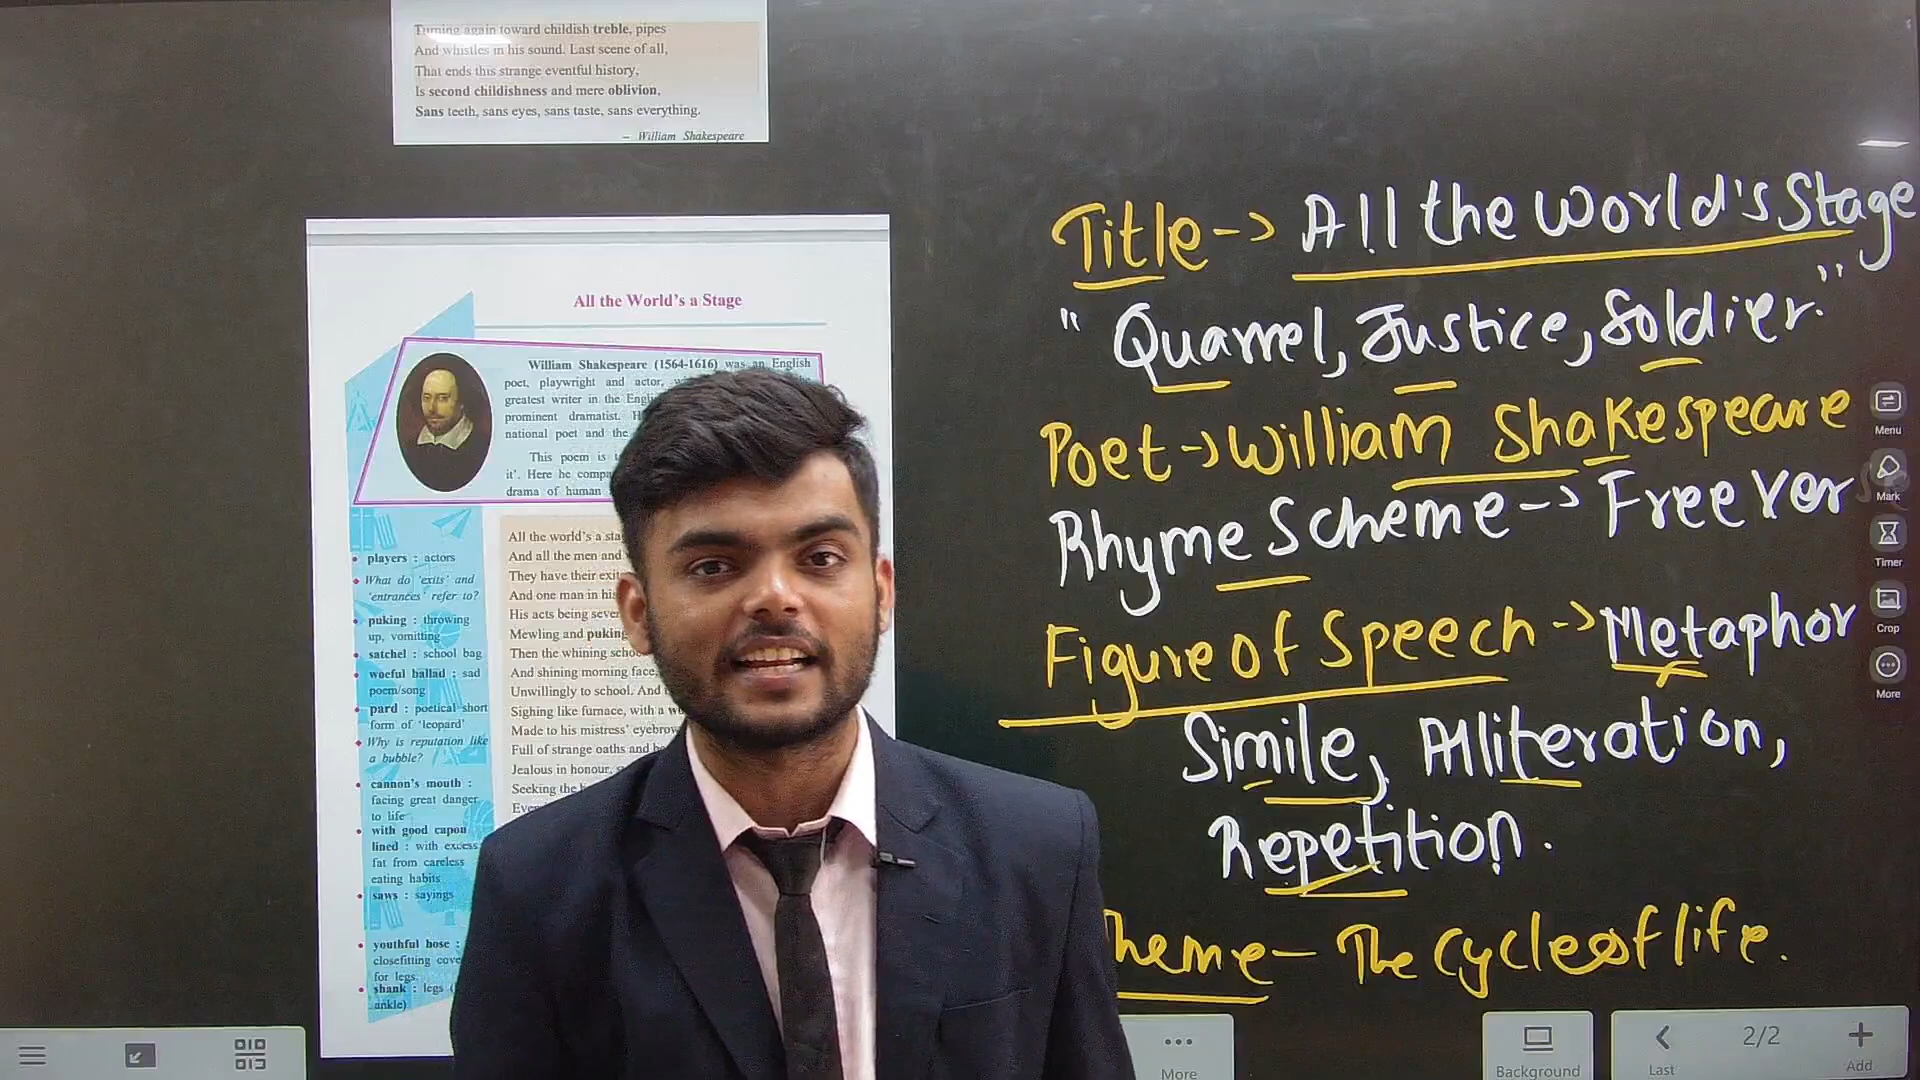 Turning again toward childish treble, pipes
And whistles in his sound. Last scene of all,
That ends this strange eventful history,
Is second childishness and mere oblivion,
Sans teeth, sans eyes, sans taste, sans everything.
– William Shakespeare
All the World's a Stage
William Shakespeare (1564-1616) was an English
poet, playwright and actor,
greatest writer in the
prominent dramatist.
national poet and the
This poem is
it'. Here he
drama of human
players : actors
What do 'exits' and
'entrances' refer to?
puking : throwing
up, vomitting
satchel : school bag
woeful ballad : sad
poem/song
pard : poetical short
form of 'leopard'
Why is reputation like
a bubble?
cannon's mouth :
facing great danger
to life
with good capon
lined : with excess
fat from careless
eating habits
saws : sayings
youthful hose :
closefitting
for legs.
shank : legs
ankle)
All the world's a
And all the men and
They have their
And one man in his
His acts being
Mewling and puking
Then the whining
And shining morning face,
Unwillingly to school. And
Sighing like furnace, with a
Made to his mistress'
Full of strange oaths and
Jealous in honour,
Seeking the
Title -> All the World's Stage
" Quarrel, Justice, Soldier. "
Poet -> William Shakespeare
Rhyme Scheme -> Free Ver
Figure of Speech -> Metaphor
Simile, Alliteration,
Repetition.
Theme - The Cycle of life.
Menu
Mark
Timer
Crop
More
More
Background
Last
2/2
Add